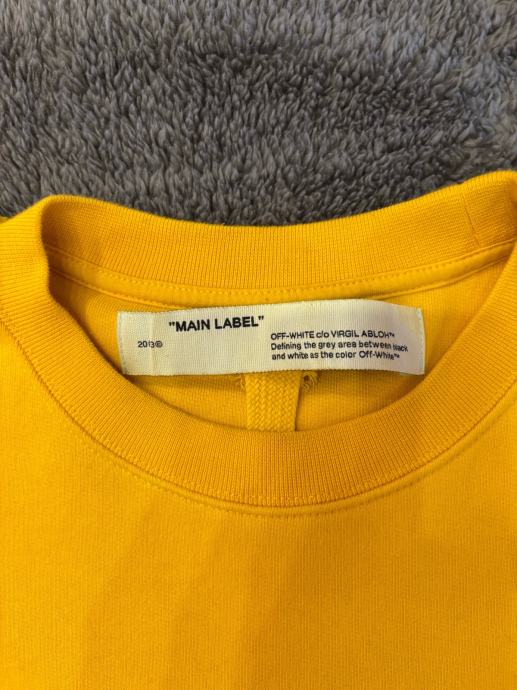 "MAIN LABEL"
2013©
OFF-WHITE c/o VIRGIL ABLOH™
Defining the grey area between black
and white as the color Off-White™